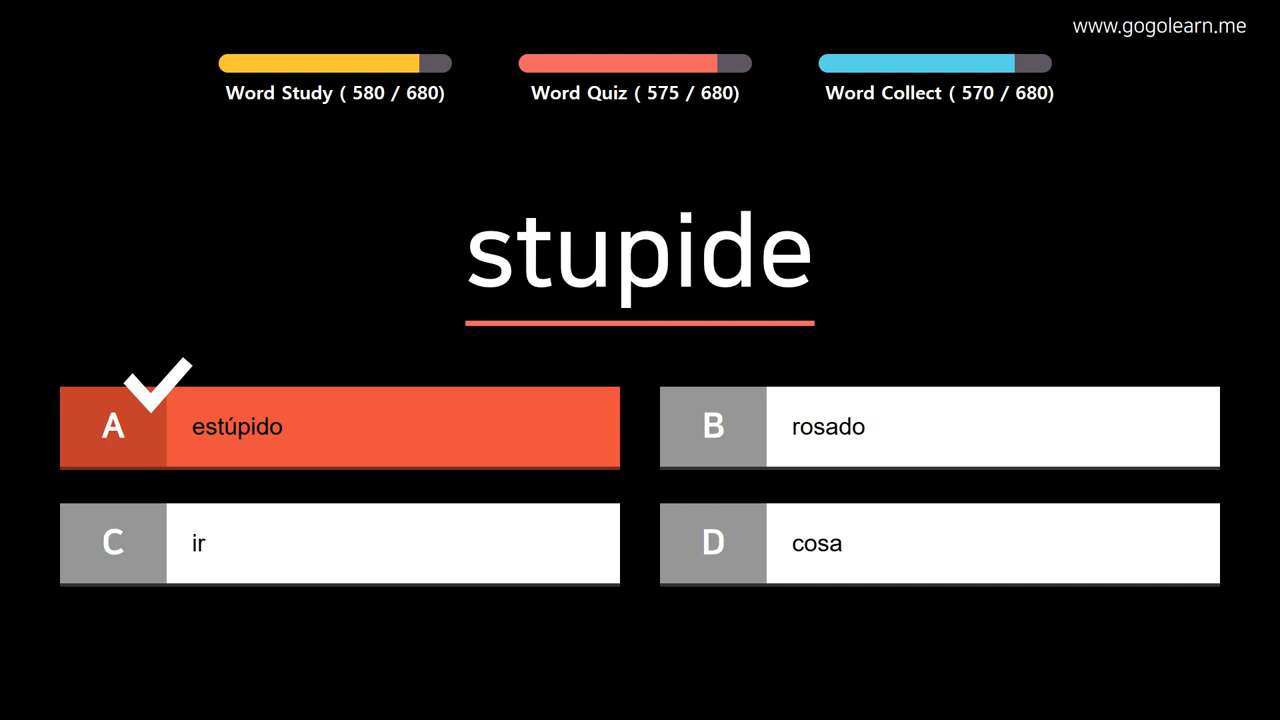 www.gogolearn.me
Word Study ( 580 / 680)
Word Quiz ( 575 / 680)
Word Collect ( 570 / 680)
stupide
A estúpido
B rosado
C ir
D cosa